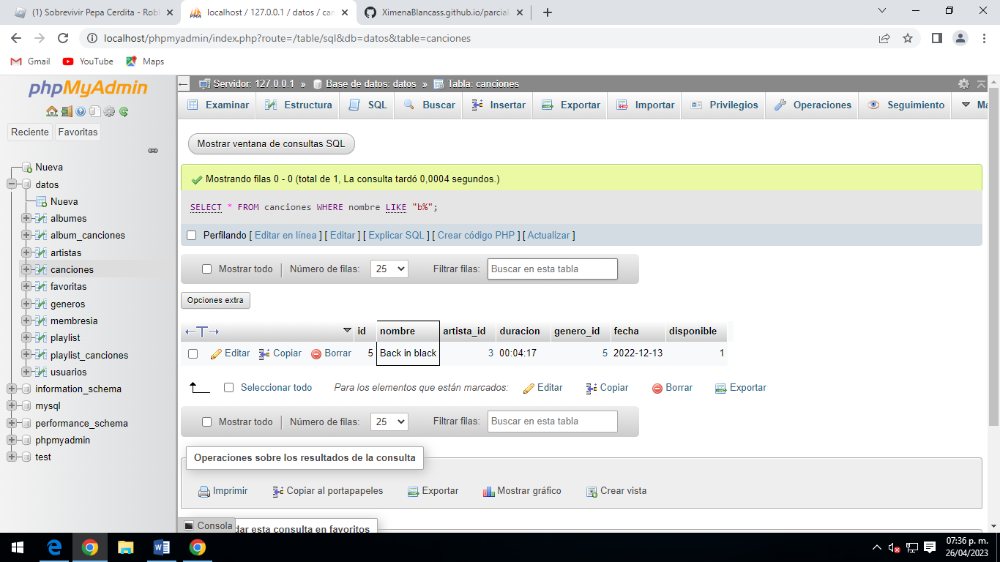 (1) Sobrevivir Pepa Cerdita - Robl
localhost / 127.0.0.1 / datos / can
XimenaBlancass.github.io/parcial.
localhost/phpmyadmin/index.php?route=/table/sql&db=datos&table=canciones
Gmail YouTube Maps
phpMyAdmin
Reciente Favoritas
Nueva
datos
Nueva
albumes
album_canciones
artistas
canciones
favoritas
generos
membresia
playlist
playlist_canciones
usuarios
information_schema
mysql
performance_schema
phpmyadmin
test
Servidor: 127.0.0.1 » Base de datos: datos » Tabla: canciones
Examinar Estructura SQL Buscar Insertar Exportar Importar Privilegios Operaciones Seguimiento Má
Mostrar ventana de consultas SQL
Mostrando filas 0 - 0 (total de 1, La consulta tardó 0,0004 segundos.)
SELECT * FROM canciones WHERE nombre LIKE "b%";
Perfilando [ Editar en línea ] [ Editar ] [ Explicar SQL ] [ Crear código PHP ] [ Actualizar ]
Mostrar todo Número de filas: 25 Filtrar filas: Buscar en esta tabla
Opciones extra
←T→ id nombre artista_id duracion genero_id fecha disponible
Editar Copiar Borrar 5 Back in black 3 00:04:17 5 2022-12-13 1
Seleccionar todo Para los elementos que están marcados: Editar Copiar Borrar Exportar
Mostrar todo Número de filas: 25 Filtrar filas: Buscar en esta tabla
Operaciones sobre los resultados de la consulta
Imprimir Copiar al portapapeles Exportar Mostrar gráfico Crear vista
Consola
dar esta consulta en favoritos
07:36 p. m.
26/04/2023